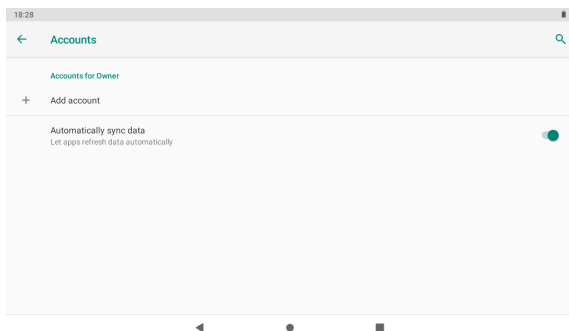 18:28
Accounts
Accounts for Owner
Add account
Automatically sync data
Let apps refresh data automatically